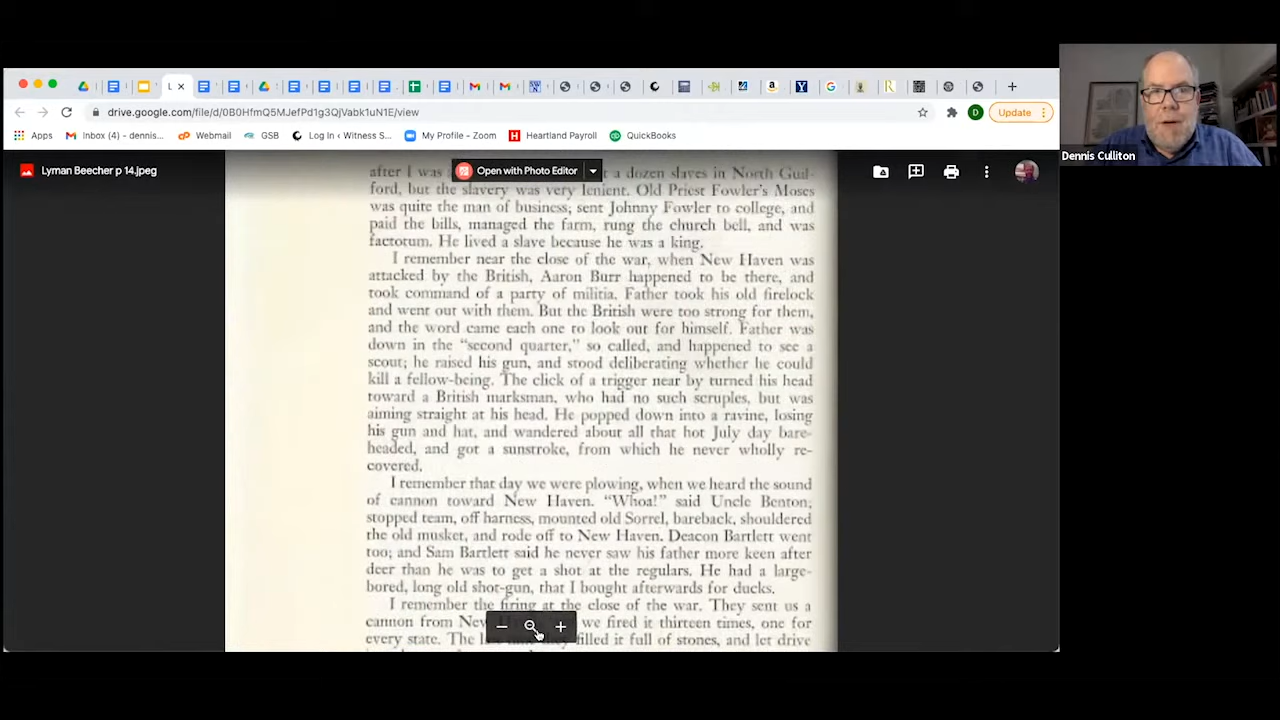 L
drive.google.com/file/d/0B0HfmQ5MJefPd1g3QjVabk1uN1E/view
Update
Apps
Inbox (4) - dennis...
Webmail
GSB
Log In ‹ Witness S...
My Profile - Zoom
Heartland Payroll
QuickBooks
Dennis Culliton
Lyman Beecher p 14.jpeg
Open with Photo Editor
after I was a dozen slaves in North Guil-
ford, but the slavery was very lenient. Old Priest Fowler's Moses
was quite the man of business; sent Johnny Fowler to college, and
paid the bills, managed the farm, rung the church bell, and was
factotum. He lived a slave because he was a king.
I remember near the close of the war, when New Haven was
attacked by the British, Aaron Burr happened to be there, and
took command of a party of militia. Father took his old firelock
and went out with them. But the British were too strong for them,
and the word came each one to look out for himself. Father was
down in the "second quarter," so called, and happened to see a
scout; he raised his gun, and stood deliberating whether he could
kill a fellow-being. The click of a trigger near by turned his head
toward a British marksman, who had no such scruples, but was
aiming straight at his head. He popped down into a ravine, losing
his gun and hat, and wandered about all that hot July day bare-
headed, and got a sunstroke, from which he never wholly re-
covered.
I remember that day we were plowing, when we heard the sound
of cannon toward New Haven. "Whoa!" said Uncle Benton;
stopped team, off harness, mounted old Sorrel, bareback, shouldered
the old musket, and rode off to New Haven. Deacon Bartlett went
too; and Sam Bartlett said he never saw his father more keen after
deer than he was to get a shot at the regulars. He had a large-
bored, long old shot-gun, that I bought afterwards for ducks.
I remember the firing at the close of the war. They sent us a
cannon from New we fired it thirteen times, one for
every state. The filled it full of stones, and let drive